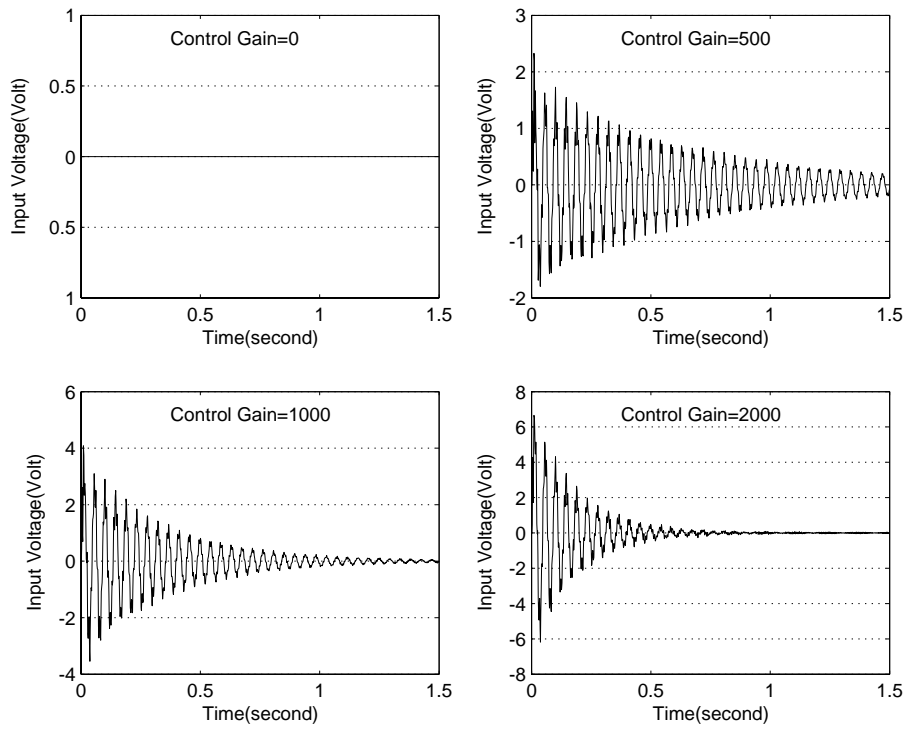 1
Control Gain=0
0.5
0
0.5
1
0 0.5 1 1.5
Time(second)
Input Voltage(Volt)
3
Control Gain=500
2
1
0
-1
-2
0 0.5 1 1.5
Time(second)
Input Voltage(Volt)
6
Control Gain=1000
4
2
0
-2
-4
0 0.5 1 1.5
Time(second)
Input Voltage(Volt)
8
Control Gain=2000
6
4
2
0
-2
-4
-6
-8
0 0.5 1 1.5
Time(second)
Input Voltage(Volt)